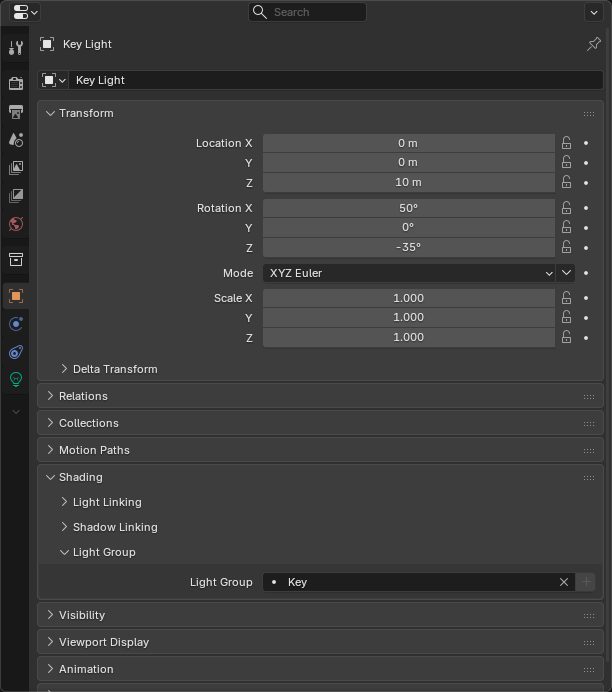 Search
Key Light
Key Light
Transform
Location X 0 m
Y 0 m
Z 10 m
Rotation X 50°
Y 0°
Z -35°
Mode XYZ Euler
Scale X 1.000
Y 1.000
Z 1.000
Delta Transform
Relations
Collections
Motion Paths
Shading
Light Linking
Shadow Linking
Light Group
Light Group Key
Visibility
Viewport Display
Animation